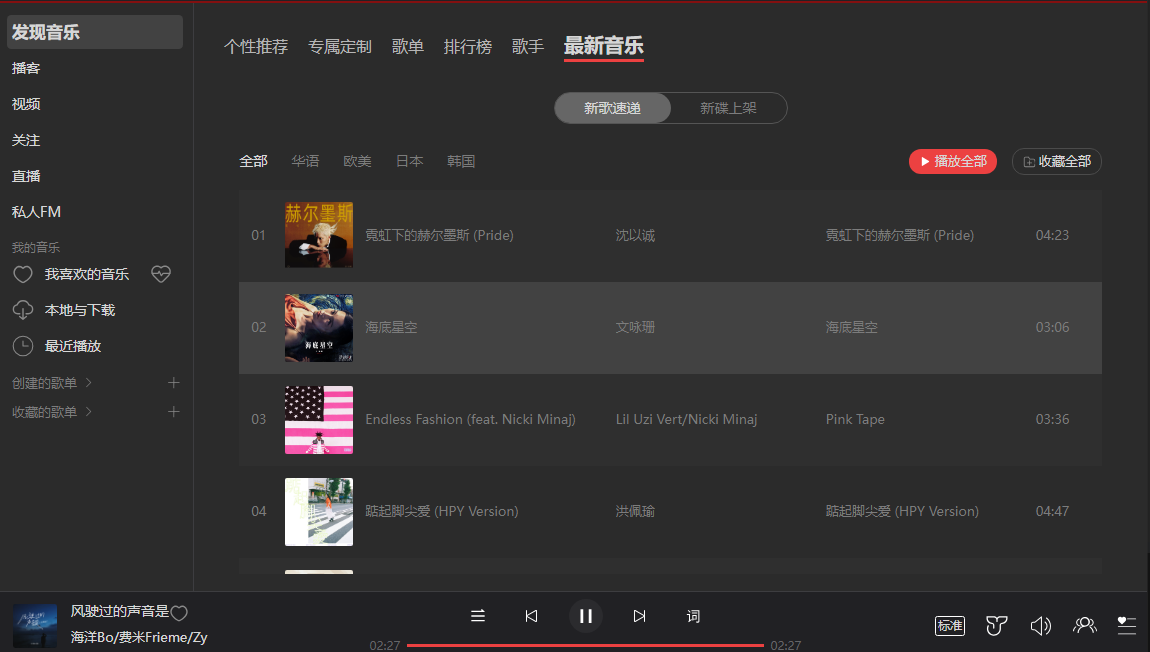 发现音乐
播客
视频
关注
直播
私人FM
我的音乐
我喜欢的音乐
本地与下载
最近播放
创建的歌单
收藏的歌单
个性推荐 专属定制 歌单 排行榜 歌手 最新音乐
新歌速递 新碟上架
全部 华语 欧美 日本 韩国 播放全部 收藏全部
赫尔墨斯
01 霓虹下的赫尔墨斯 (Pride) 沈以诚 霓虹下的赫尔墨斯 (Pride) 04:23
02 海底星空 文咏珊 海底星空 03:06
海底星空
03 Endless Fashion (feat. Nicki Minaj) Lil Uzi Vert/Nicki Minaj Pink Tape 03:36
04 踮起脚尖爱 (HPY Version) 洪佩瑜 踮起脚尖爱 (HPY Version) 04:47
风驶过的声音是
海洋Bo/费米Frieme/Zy
词
02:27 02:27
标准